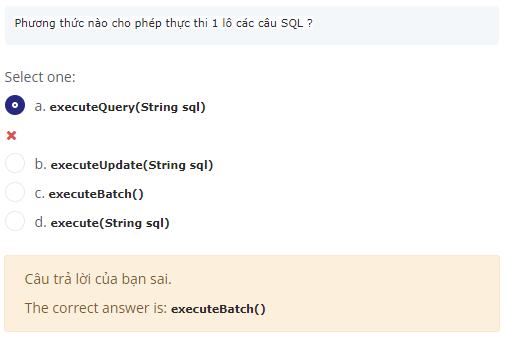 Phương thức nào cho phép thực thi 1 lô các câu SQL ?
Select one:
a. executeQuery(String sql)
b. executeUpdate(String sql)
c. executeBatch()
d. execute(String sql)
Câu trả lời của bạn sai.
The correct answer is: executeBatch()